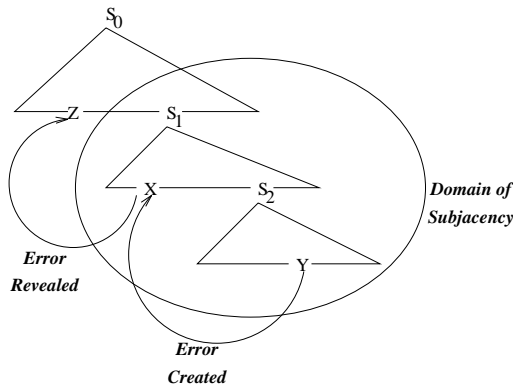 S0
Z
S1
X
S2
Domain of
Subjacency
Error
Revealed
Y
Error
Created